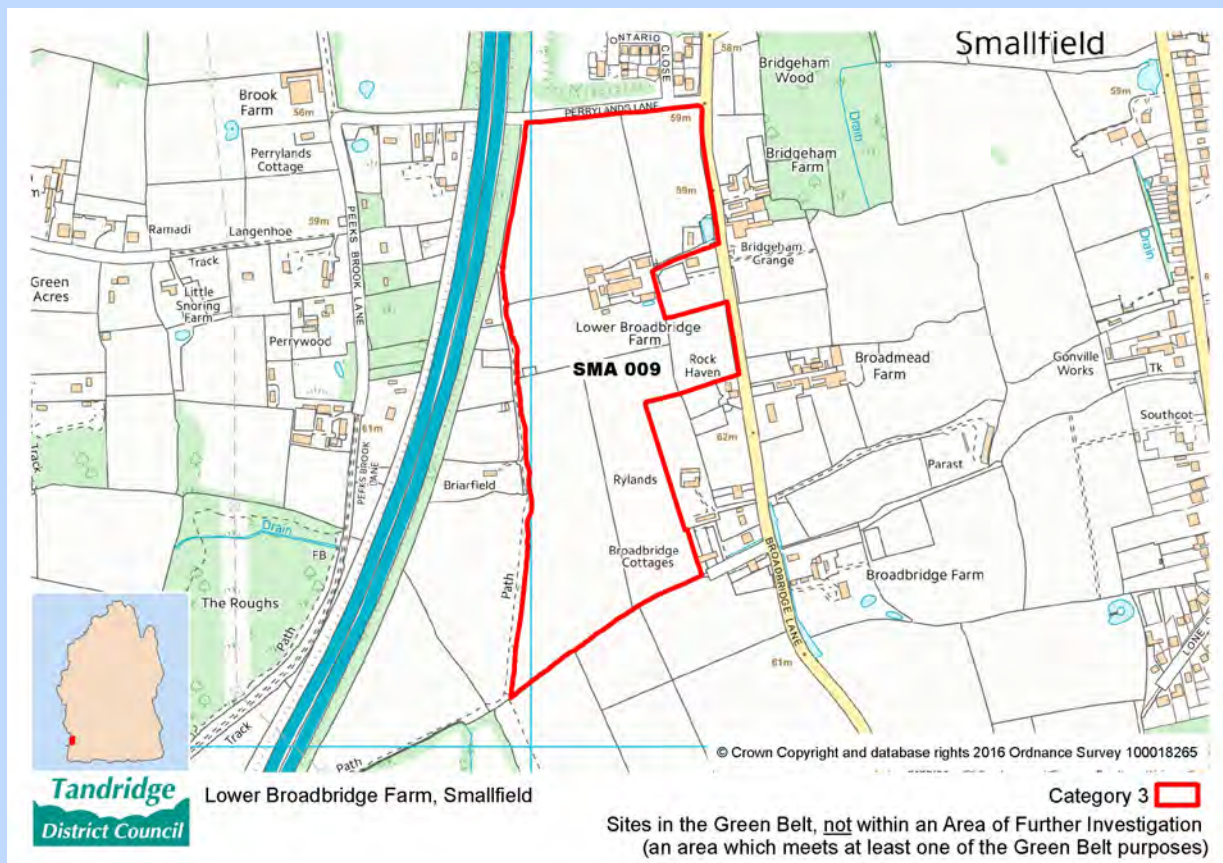 Smallfield
ONTARIO
CLOSE
58m
Bridgeham
Wood
59m
Brook
Farm
56m
PERRYLANDS LANE
59m
Drain
Perrylands
Cottage
Bridgeham
Farm
59m
PEEKS BROOK LANE
59m
Ramadi
Langenhoe
Track
Bridgeham
Grange
Drain
Green
Acres
Little
Snoring
Farm
Perrywood
Lower Broadbridge
Farm
SMA 009
Rock
Haven
Broadmead
Farm
Gonville
Works
Tk
Southcot
61m
PEEKS BROOK
LANE
62m
Track
Briarfield
Rylands
Parast
Drain
FB
Broadbridge
Cottages
BROADBRIDGE LANE
Broadbridge Farm
The Roughs
Path
Path
LONE
61m
Track
Path
© Crown Copyright and database rights 2016 Ordnance Survey 100018265
Tandridge
District Council
Lower Broadbridge Farm, Smallfield
Category 3
Sites in the Green Belt, not within an Area of Further Investigation
(an area which meets at least one of the Green Belt purposes)